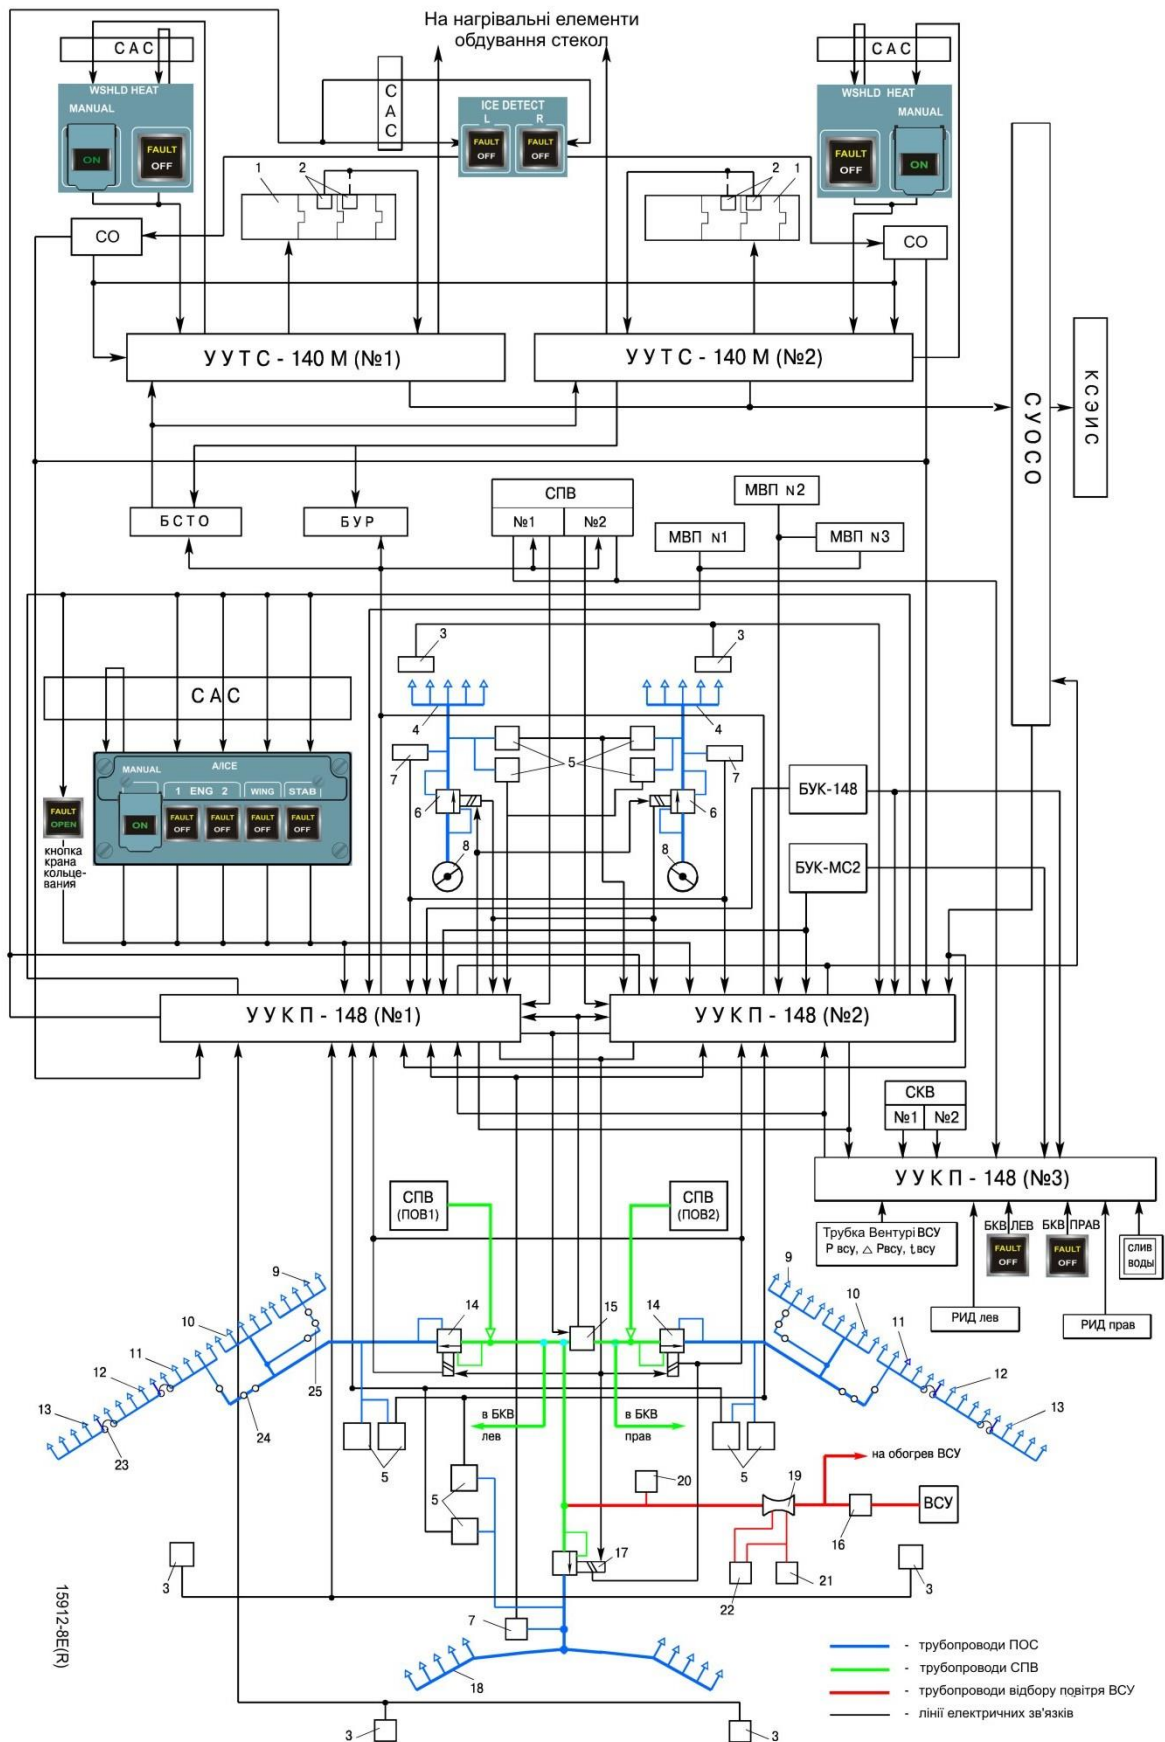 На нагрівальні елементи
обдування стекол
САС
WSHLD HEAT
MANUAL
ON
FAULT
OFF
САС
ICE DETECT
L R
FAULT
OFF
FAULT
OFF
САС
WSHLD HEAT
MANUAL
FAULT
OFF
ON
1
2
2
1
СО
СО
УУТС - 140 М (№1)
УУТС - 140 М (№2)
СУОСО
КСЭИС
БСТО
БУР
СПВ
№1 №2
МВП N1
МВП N2
МВП N3
САС
MANUAL
A/ICE
1 ENG 2
WING
STAB
ON
FAULT
OFF
FAULT
OFF
FAULT
OFF
FAULT
OFF
FAULT
OPEN
кнопка
крана
кольце-
вания
3
3
4
4
5
7
7
6
6
8
8
БУК-148
БУК-МС2
УУКП - 148 (№1)
УУКП - 148 (№2)
СКВ
№1 №2
УУКП - 148 (№3)
Трубка Вентурі ВСУ
Р всу, △ Рвсу, t всу
БКВ ЛЕВ
FAULT
OFF
БКВ ПРАВ
FAULT
OFF
СЛИВ
ВОДЫ
РИД лев
РИД прав
СПВ
(ПОВ1)
СПВ
(ПОВ2)
9
10
11
12
13
23
24
25
14
15
14
9
10
11
12
13
в БКВ
лев
в БКВ
прав
5
5
5
на обогрев ВСУ
20
19
16
ВСУ
17
22
21
3
3
7
18
3
3
15912-8E(R)
- трубопроводи ПОС
- трубопроводи СПВ
- трубопроводи відбору повітря ВСУ
- лінії електричних зв'язків